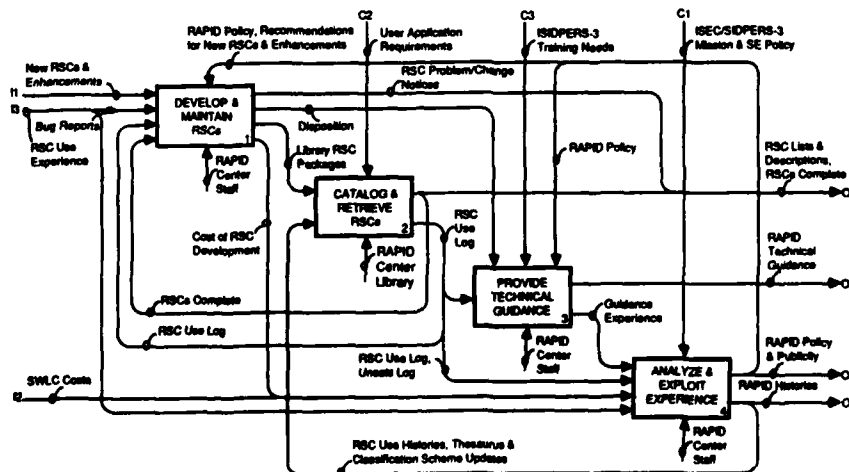 C2
C3
C1
RAPID Policy, Recommendations
for New RSCs & Enhancements
User Application
Requirements
ISIDPERS-3
Training Needs
ISEC/SIDPERS-3
Mission & SE Policy
New RSCs &
Enhancements
RSC Problem/Change
Notices
I1
I3
Bug Reports
RSC Use
Experience
DEVELOP &
MAINTAIN
RSCs
1
Disposition
RAPID
Center
Staff
Library RSC
Packages
RAPID Policy
RSC Lists &
Descriptions,
RSCs Complete
CATALOG &
RETRIEVE
RSCs
2
RSC
Use
Log
Cost of RSC
Development
RAPID
Center
Library
RAPID
Technical
Guidance
PROVIDE
TECHNICAL
GUIDANCE
3
RSCs Complete
Guidance
Experience
RSC Use Log
RSC Use Log,
Unsats Log
RAPID
Center
Staff
RAPID Policy
& Publicity
ANALYZE &
EXPLOIT
EXPERIENCE
4
RAPID Histories
I2
SWLC Costs
RSC Use Histories, Thesaurus &
Classification Scheme Updates
RAPID
Center
Staff